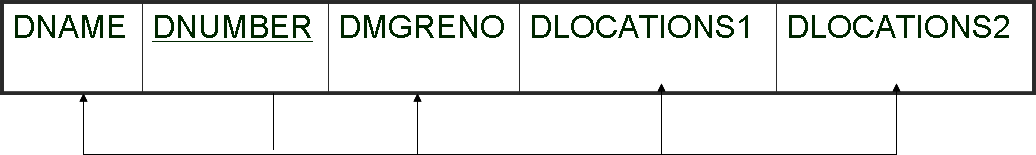 DNAME DNUMBER DMGRENO DLOCATIONS1 DLOCATIONS2